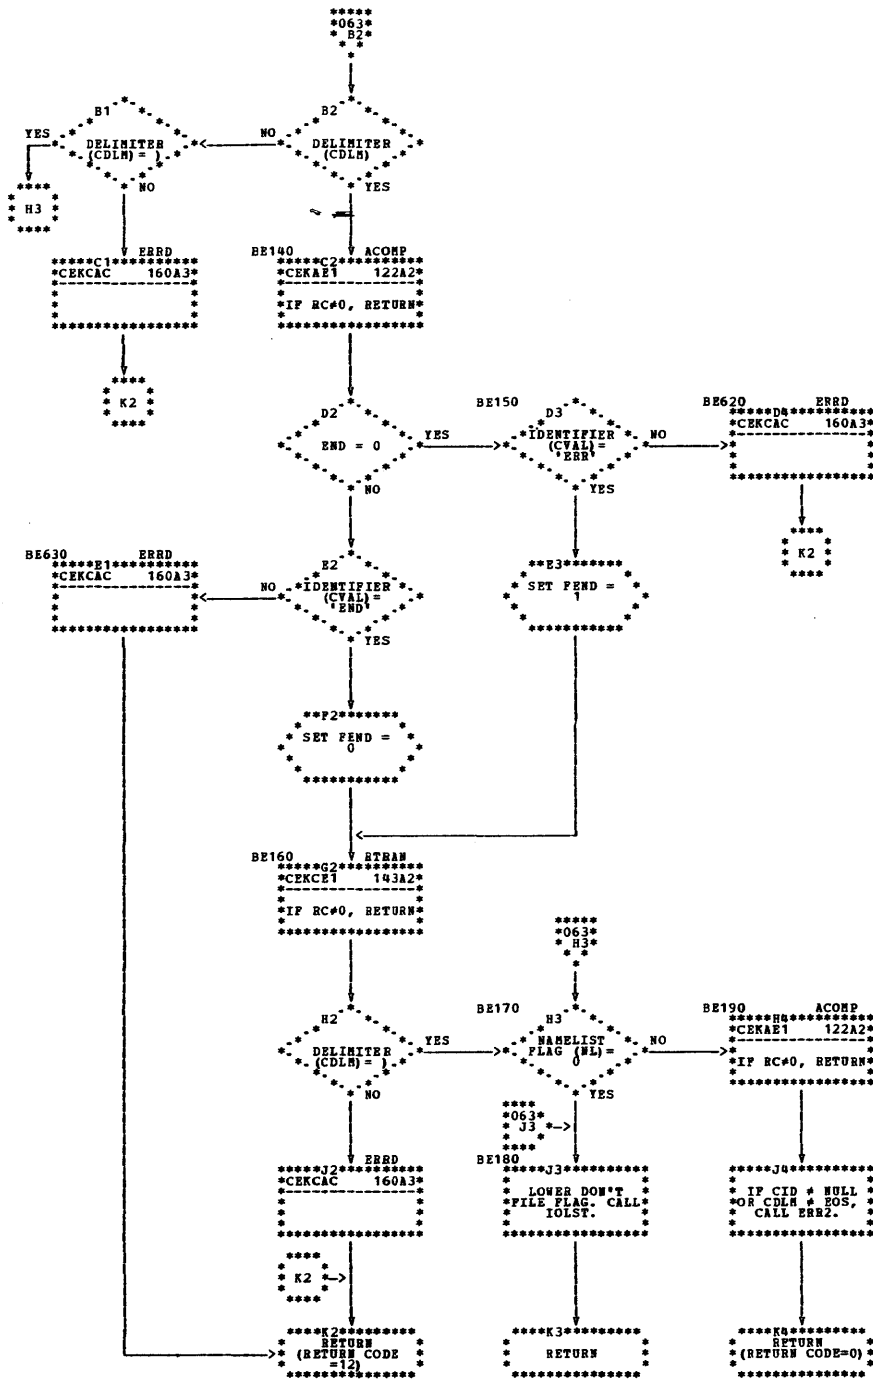 *063*
B2
B1
B2
YES
DELIMITER
(CDLM) = )
NO
DELIMITER
(CDLM)
NO
YES
H3
ERRD
C1
CEKCAC 160A3
BE140
ACOMP
C2
CEKAE1 122A2
IF RC≠0, RETURN
K2
D2
END = 0
YES
NO
BE150
D3
IDENTIFIER
(CVAL) =
'ERR'
NO
YES
BE620
ERRD
D4
CEKCAC 160A3
K2
BE630
ERRD
E1
CEKCAC 160A3
E2
NO
IDENTIFIER
(CVAL) =
'END'
YES
E3
SET FEND =
1
F2
SET FEND =
0
BE160
RTRAN
G2
CEKCE1 143A2
IF RC≠0, RETURN
*063*
H3
H2
DELIMITER
(CDLM) = )
YES
NO
BE170
H3
NAMELIST
FLAG (NL) =
0
NO
YES
BE190
ACOMP
H4
CEKAE1 122A2
IF RC≠0, RETURN
*063*
J3
ERRD
J2
CEKCAC 160A3
BE180
J3
LOWER DON'T
FILE FLAG. CALL
IOLST.
J4
IF CID ≠ NULL
OR CDLM ≠ EOS,
CALL ERR2.
K2
K2
RETURN
(RETURN CODE
=12)
K3
RETURN
K4
RETURN
(RETURN CODE=0)